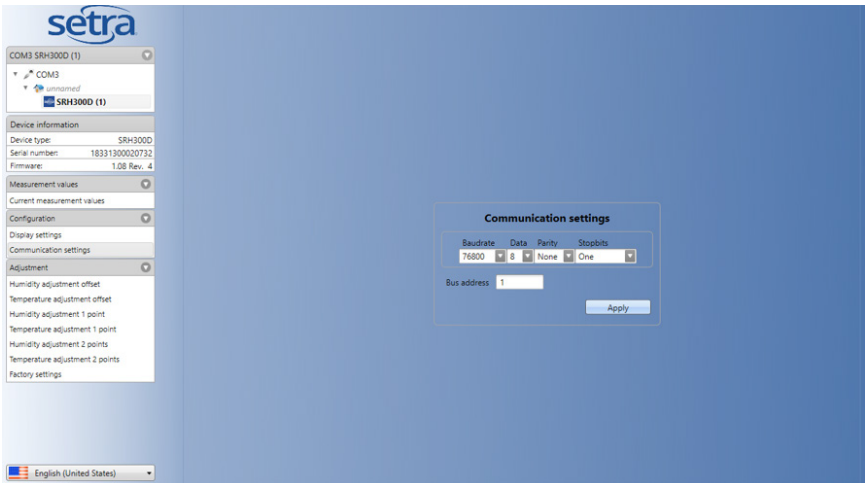 setra
COM3 SRH300D (1)
COM3
unnamed
SRH300D (1)
Device information
Device type: SRH300D
Serial number: 18331300020732
Firmware: 1.08 Rev. 4
Measurement values
Current measurement values
Configuration
Display settings
Communication settings
Adjustment
Humidity adjustment offset
Temperature adjustment offset
Humidity adjustment 1 point
Temperature adjustment 1 point
Humidity adjustment 2 points
Temperature adjustment 2 points
Factory settings
English (United States)
Communication settings
Baudrate Data Parity Stopbits
76800 8 None One
Bus address 1
Apply